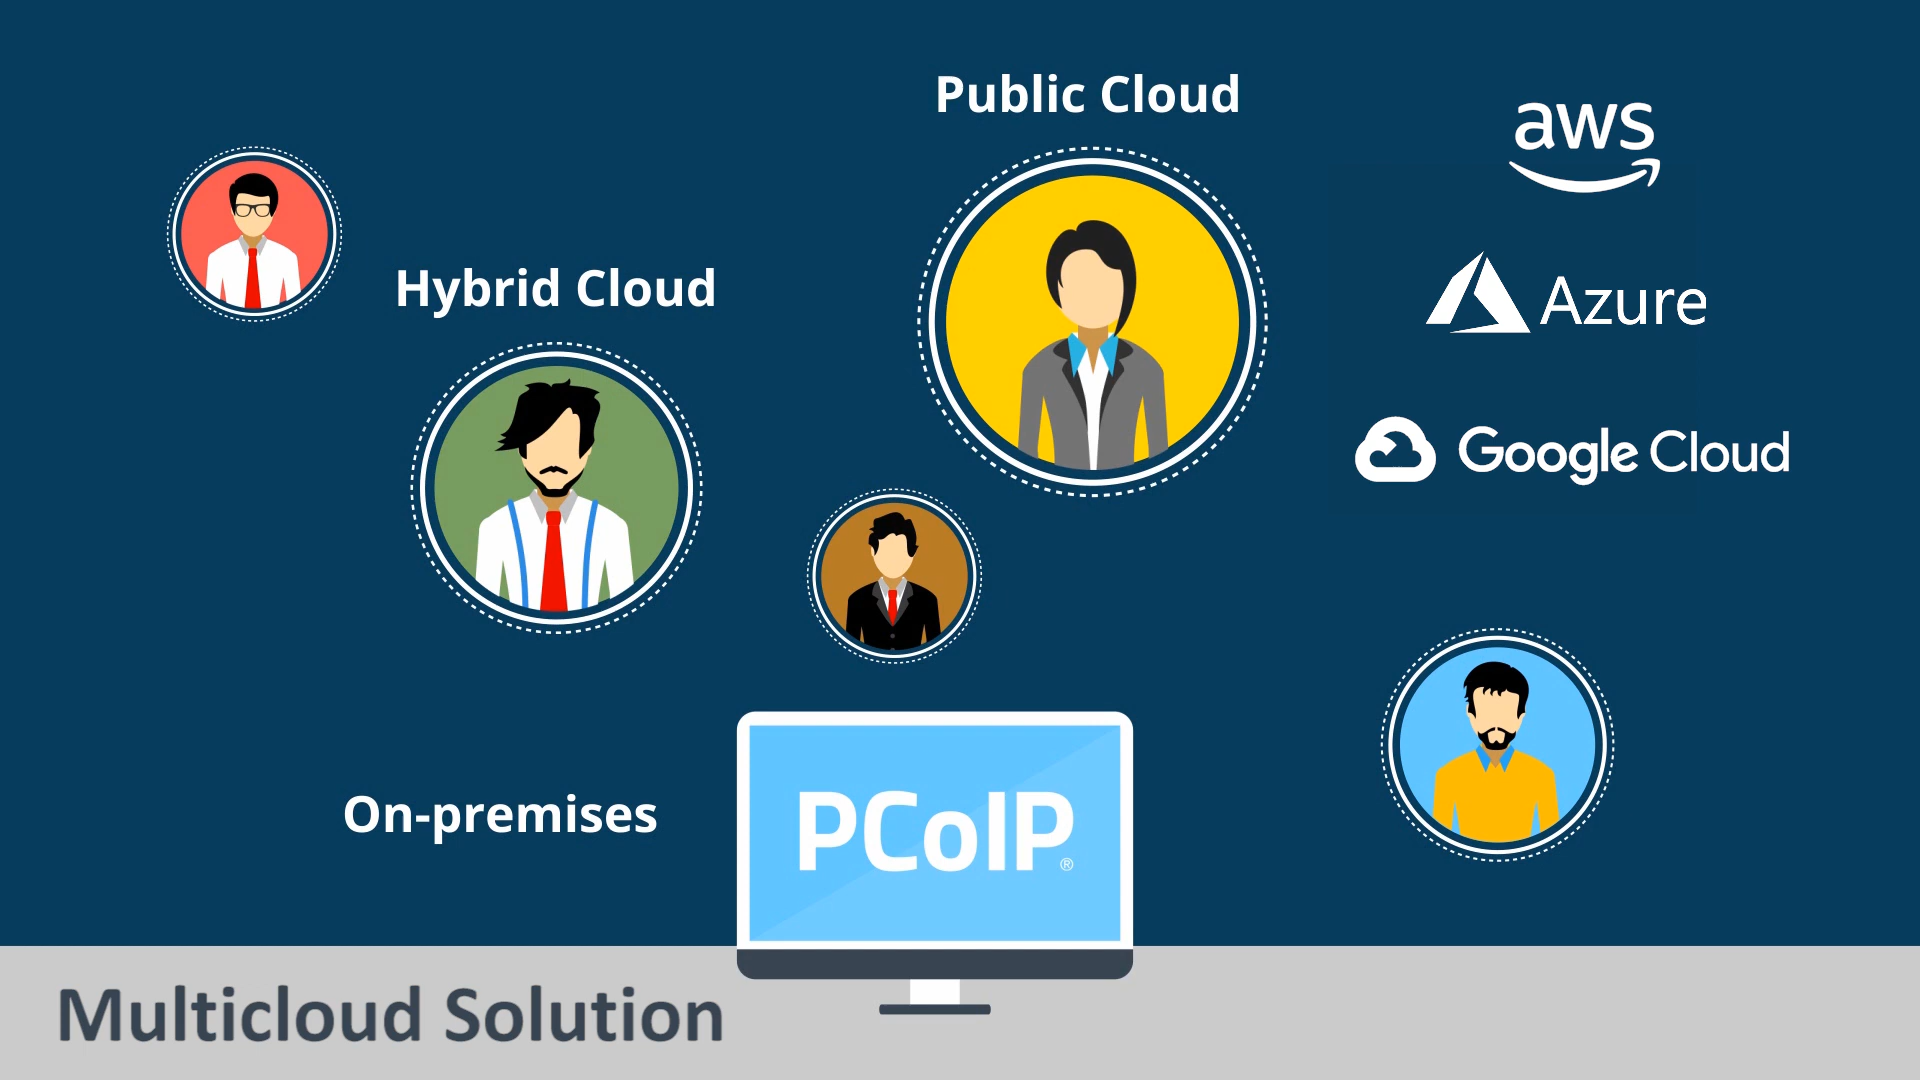 Public Cloud
aws
Hybrid Cloud
Azure
Google Cloud
On-premises
PCoIP®
Multicloud Solution